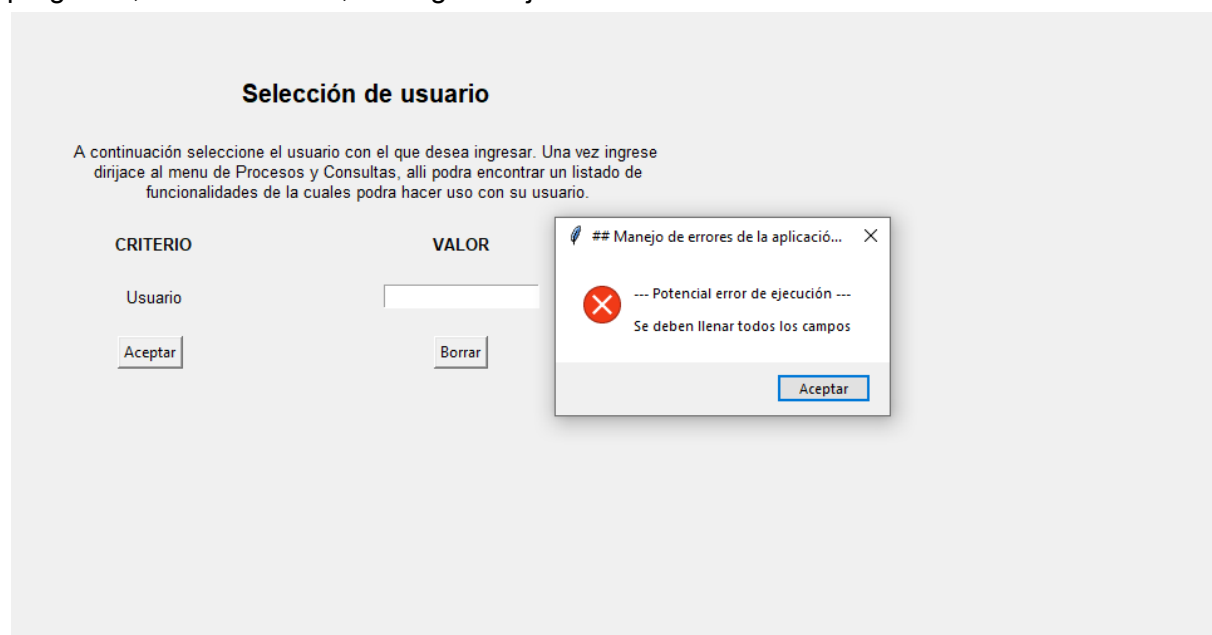 Selección de usuario
A continuación seleccione el usuario con el que desea ingresar. Una vez ingrese
dirijace al menu de Procesos y Consultas, alli podra encontrar un listado de
funcionalidades de la cuales podra hacer uso con su usuario.
CRITERIO VALOR
Usuario
Aceptar Borrar
## Manejo de errores de la aplicació...
--- Potencial error de ejecución ---
Se deben llenar todos los campos
Aceptar